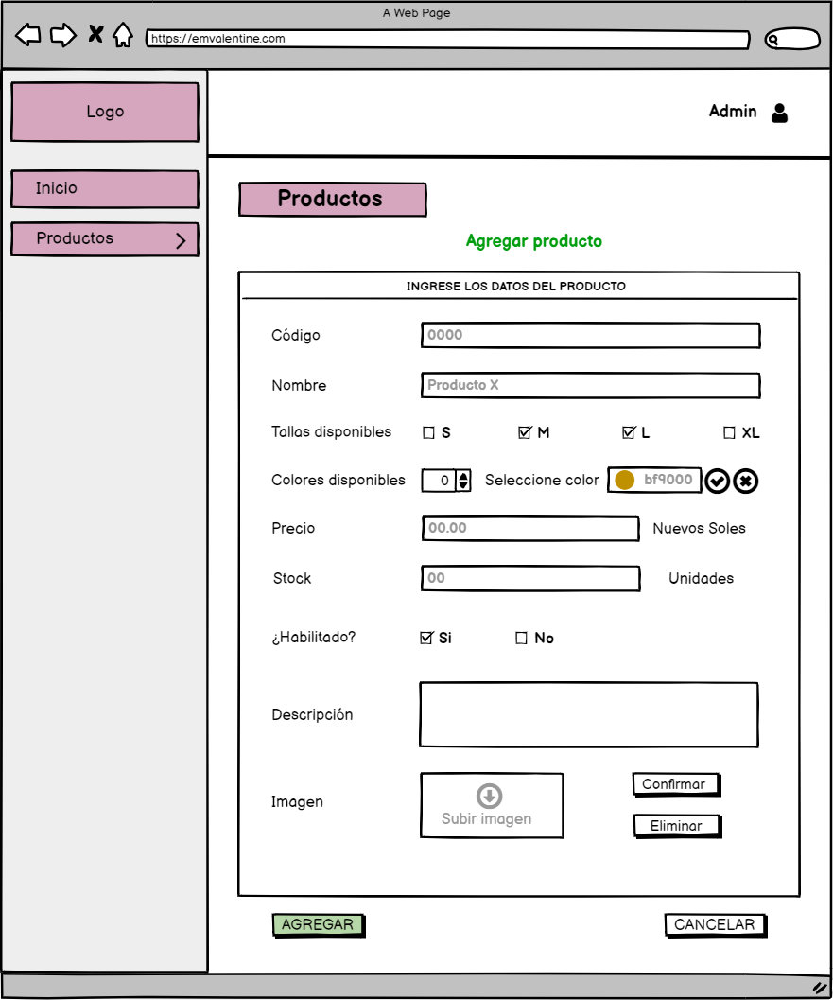 A Web Page
https://emvalentine.com
Logo
Admin
Inicio
Productos
Productos
Agregar producto
INGRESE LOS DATOS DEL PRODUCTO
Código 0000
Nombre Producto X
Tallas disponibles S M L XL
Colores disponibles 0 Seleccione color bf9000
Precio 00.00 Nuevos Soles
Stock 00 Unidades
¿Habilitado? Si No
Descripción
Imagen Subir imagen Confirmar
Eliminar
AGREGAR CANCELAR